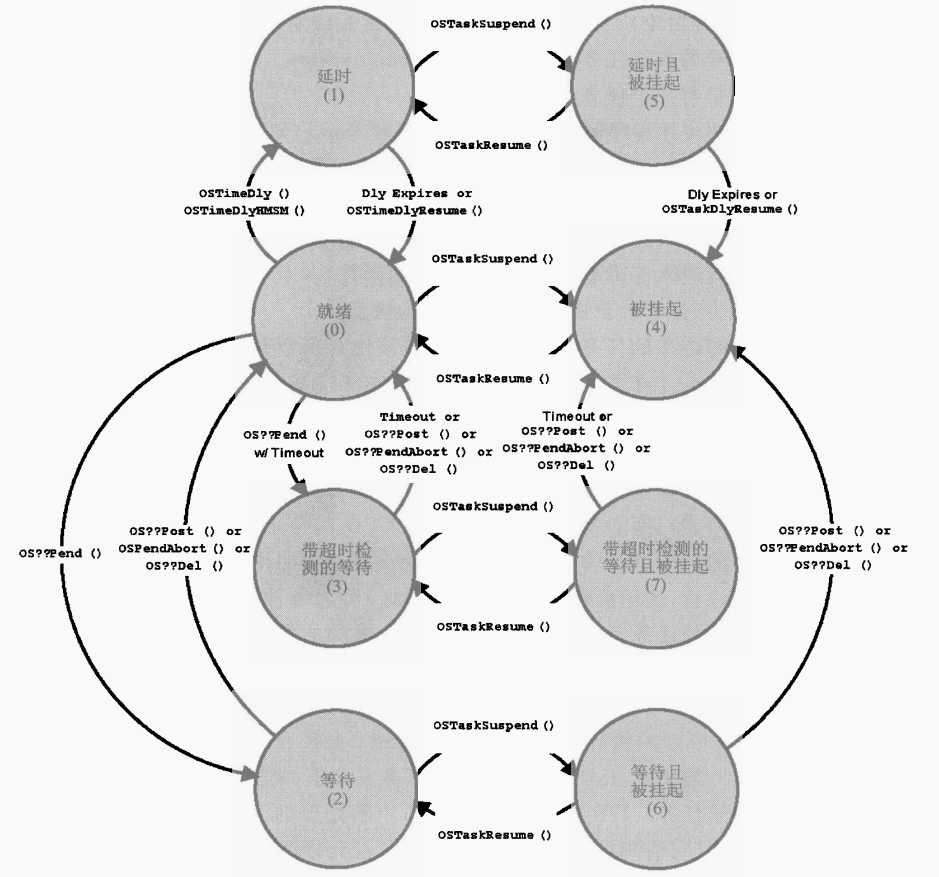 OSTaskSuspend ()
延时
(1)
延时且
被挂起
(5)
OSTaskResume ()
OSTimeDly ()
OSTimeDlyHMSM ()
Dly Expires or
OSTimeDlyResume ()
Dly Expires or
OSTaskDlyResume ()
OSTaskSuspend ()
就绪
(0)
被挂起
(4)
OSTaskResume ()
OS??Pend ()
w/ Timeout
Timeout or
OS??Post () or
OS??PendAbort () or
OS??Del ()
Timeout or
OS??Post () or
OS??PendAbort () or
OS??Del ()
OSTaskSuspend ()
OS??Pend ()
OS??Post () or
OSPendAbort () or
OS??Del ()
带超时检
测的等待
(3)
带超时检测的
等待且被挂起
(7)
OS??Post () or
OS??PendAbort () or
OS??Del ()
OSTaskResume ()
OSTaskSuspend ()
等待
(2)
等待且
被挂起
(6)
OSTaskResume ()